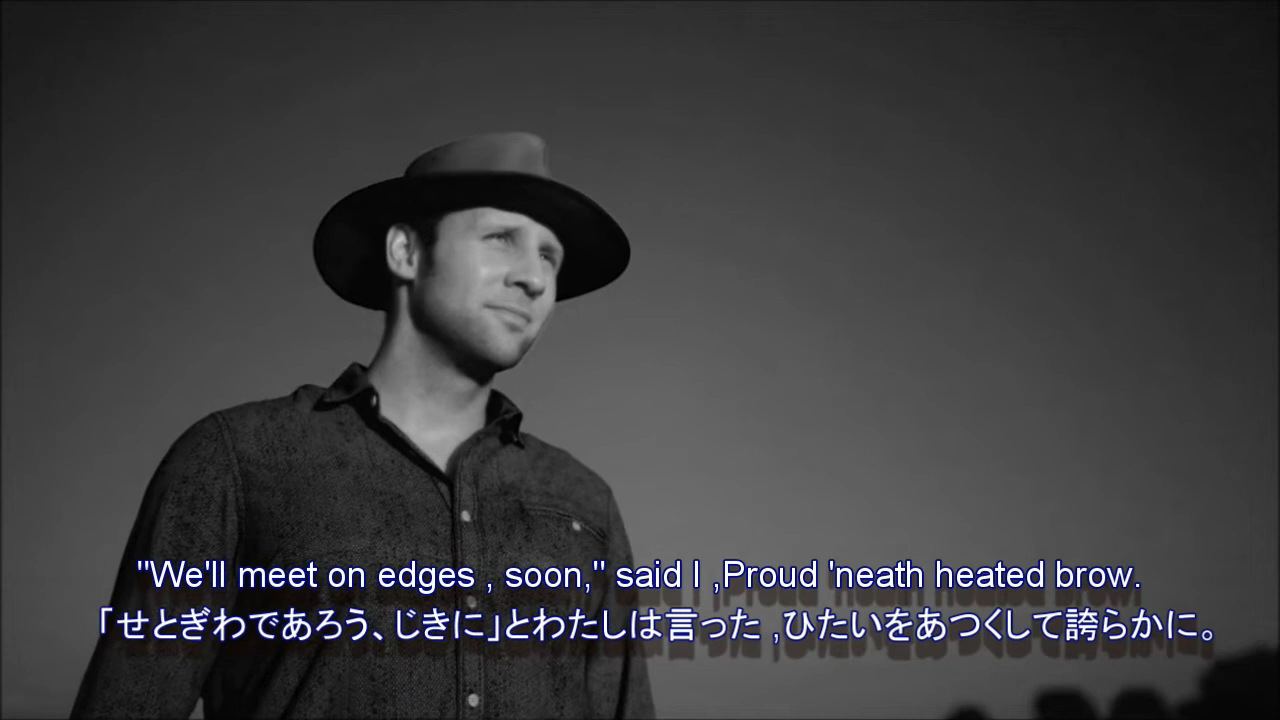 "We'll meet on edges , soon," said I ,Proud 'neath heated brow.
「せとぎわであろう、じきに」とわたしは言った ,ひたいをあつくして誇らかに。